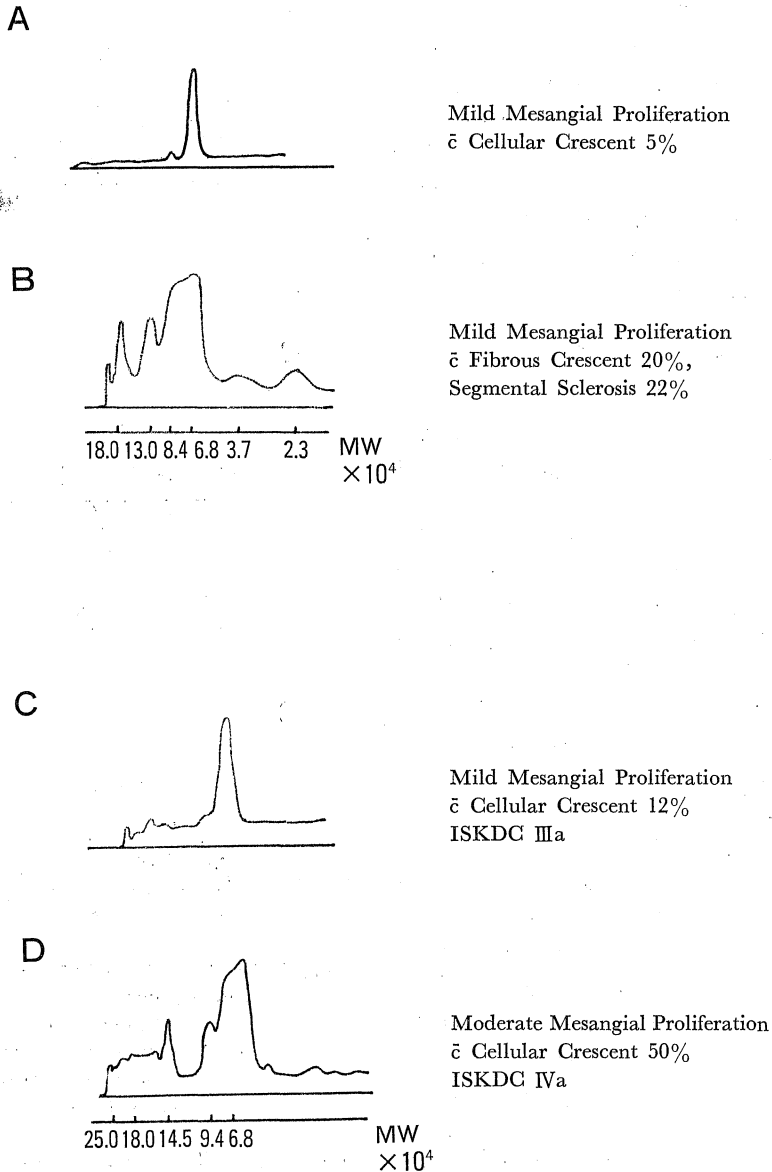 A
Mild Mesangial Proliferation
c̄ Cellular Crescent 5%
B
Mild Mesangial Proliferation
c̄ Fibrous Crescent 20%,
Segmental Sclerosis 22%
18.0 13.0 8.4 6.8 3.7 2.3 MW
×10⁴
C
Mild Mesangial Proliferation
c̄ Cellular Crescent 12%
ISKDC Ⅲa
D
Moderate Mesangial Proliferation
c̄ Cellular Crescent 50%
ISKDC Ⅳa
25.0 18.0 14.5 9.4 6.8 MW
×10⁴